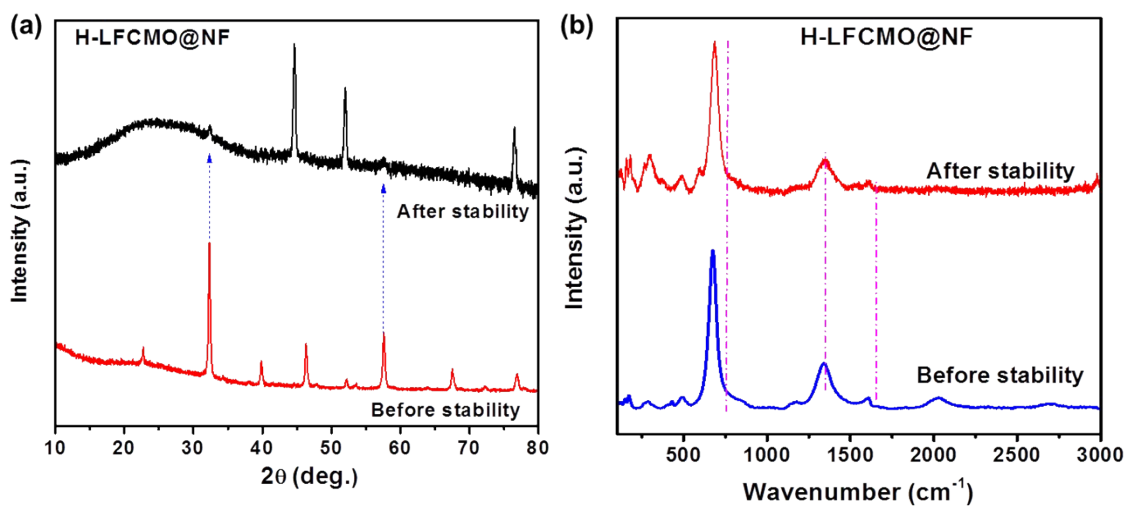 (a)
H-LFCMO@NF
After stability
Before stability
Intensity (a.u.)
10 20 30 40 50 60 70 80
2θ (deg.)
(b)
H-LFCMO@NF
After stability
Before stability
Intensity (a.u.)
500 1000 1500 2000 2500 3000
Wavenumber (cm⁻¹)